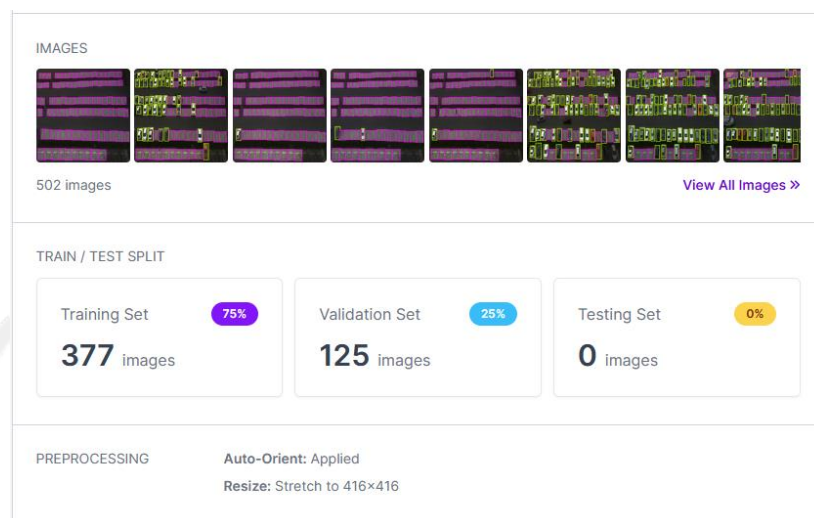 IMAGES
502 images
View All Images »
TRAIN / TEST SPLIT
Training Set 75%
377 images
Validation Set 25%
125 images
Testing Set 0%
0 images
PREPROCESSING
Auto-Orient: Applied
Resize: Stretch to 416×416